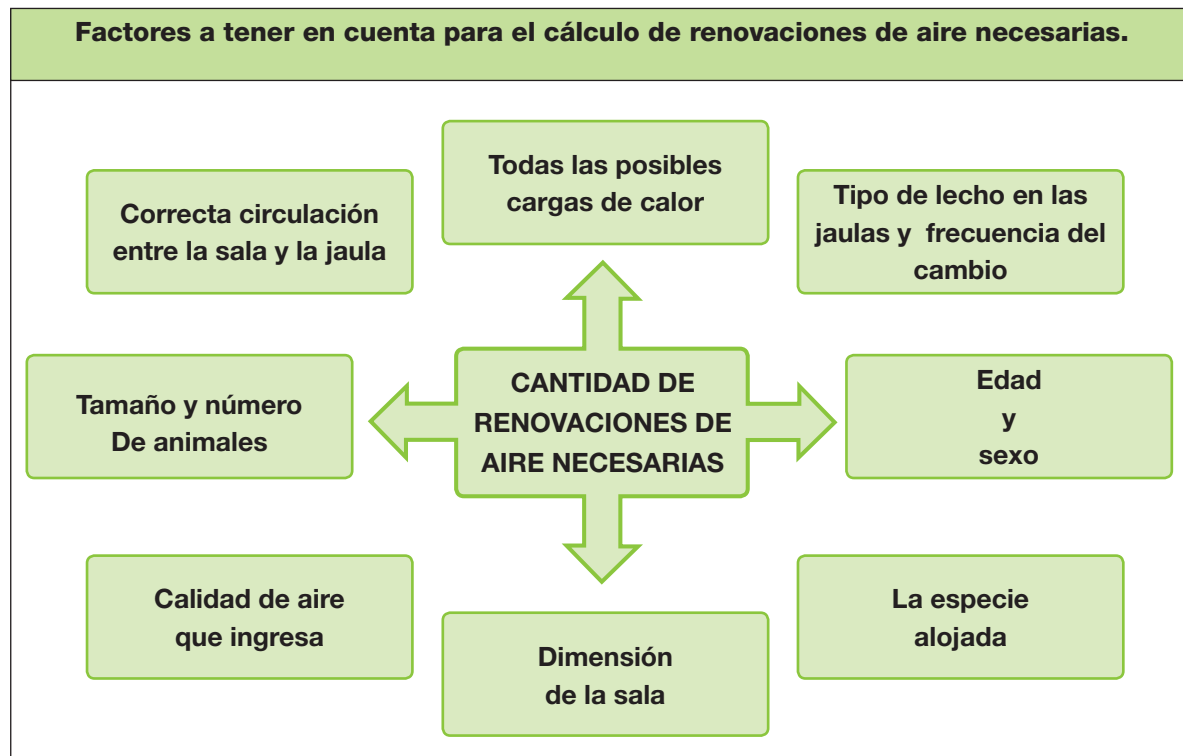 Factores a tener en cuenta para el cálculo de renovaciones de aire necesarias.
Todas las posibles
cargas de calor
Correcta circulación
entre la sala y la jaula
Tipo de lecho en las
jaulas y frecuencia del
cambio
Tamaño y número
De animales
CANTIDAD DE
RENOVACIONES DE
AIRE NECESARIAS
Edad
y
sexo
Calidad de aire
que ingresa
Dimensión
de la sala
La especie
alojada